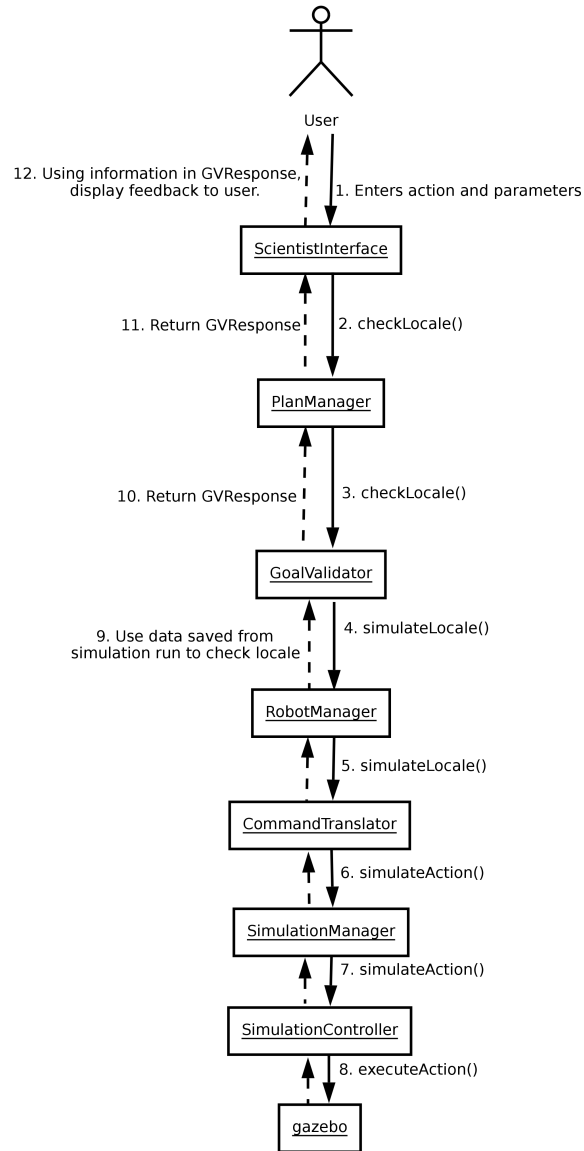 User
12. Using information in GVResponse,
display feedback to user.
1. Enters action and parameters
ScientistInterface
11. Return GVResponse
2. checkLocale()
PlanManager
10. Return GVResponse
3. checkLocale()
GoalValidator
4. simulateLocale()
9. Use data saved from
simulation run to check locale
RobotManager
5. simulateLocale()
CommandTranslator
6. simulateAction()
SimulationManager
7. simulateAction()
SimulationController
8. executeAction()
gazebo